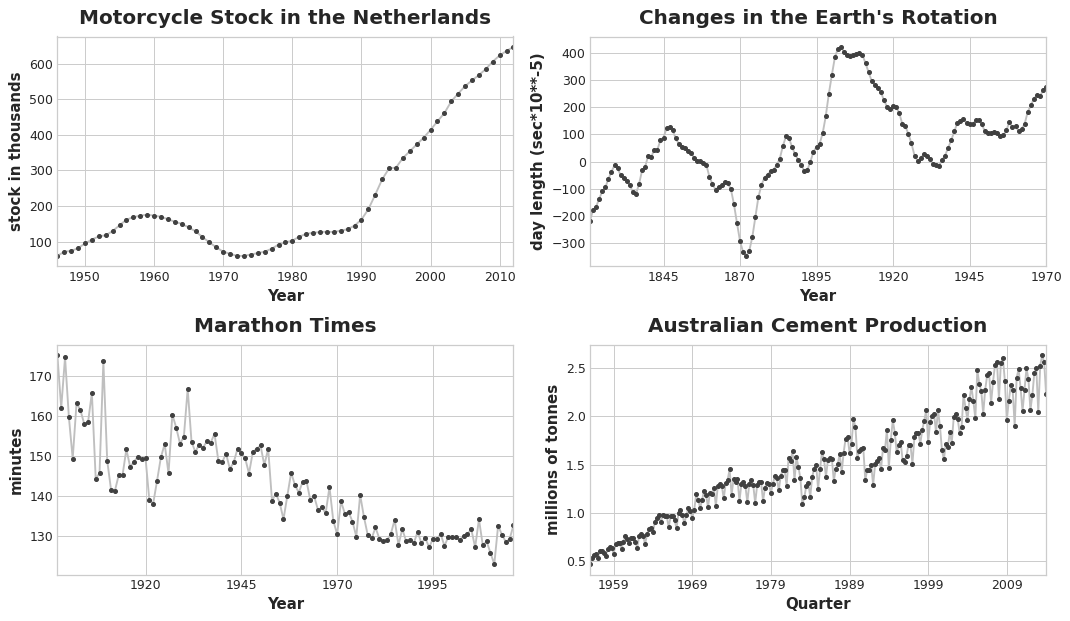 Motorcycle Stock in the Netherlands
stock in thousands
600
500
400
300
200
100
1950 1960 1970 1980 1990 2000 2010
Year
Changes in the Earth's Rotation
day length (sec*10**-5)
400
300
200
100
0
−100
−200
−300
1845 1870 1895 1920 1945 1970
Year
Marathon Times
minutes
170
160
150
140
130
1920 1945 1970 1995
Year
Australian Cement Production
millions of tonnes
2.5
2.0
1.5
1.0
0.5
1959 1969 1979 1989 1999 2009
Quarter